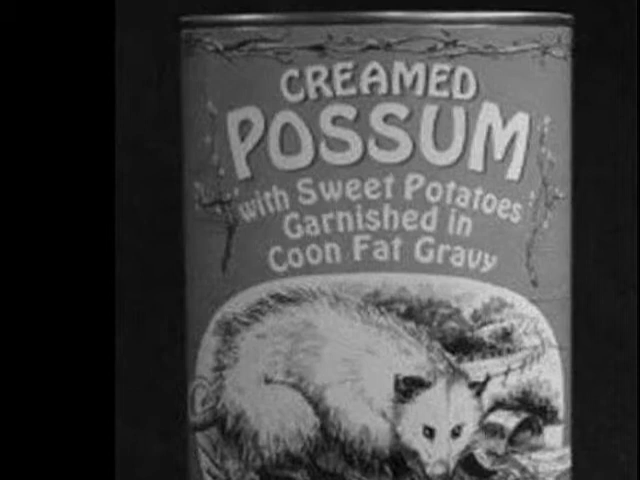 CREAMED
POSSUM
with Sweet Potatoes
Garnished in
Coon Fat Gravy